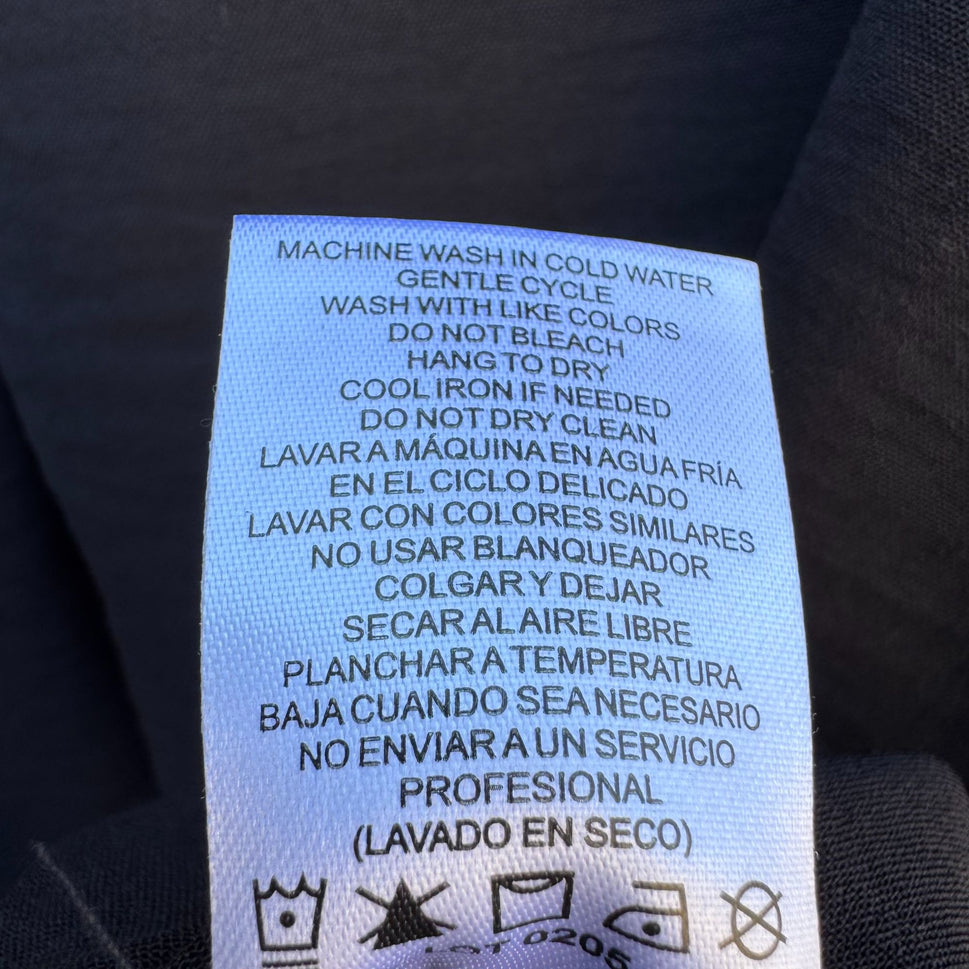 MACHINE WASH IN COLD WATER
GENTLE CYCLE
WASH WITH LIKE COLORS
DO NOT BLEACH
HANG TO DRY
COOL IRON IF NEEDED
DO NOT DRY CLEAN
LAVAR A MÁQUINA EN AGUA FRÍA
EN EL CICLO DELICADO
LAVAR CON COLORES SIMILARES
NO USAR BLANQUEADOR
COLGAR Y DEJAR
SECAR AL AIRE LIBRE
PLANCHAR A TEMPERATURA
BAJA CUANDO SEA NECESARIO
NO ENVIAR A UN SERVICIO
PROFESIONAL
(LAVADO EN SECO)
LOT 0205